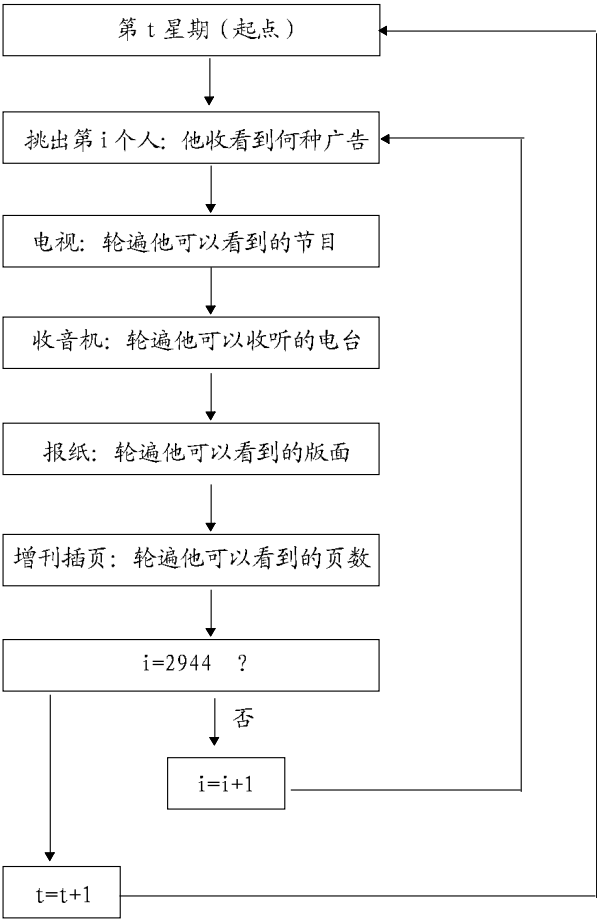 第t星期(起点)
挑出第i个人：他收看到何种广告
电视：轮遍他可以看到的节目
收音机：轮遍他可以收听的电台
报纸：轮遍他可以看到的版面
增刊插页：轮遍他可以看到的页数
i=2944 ？
否
i=i+1
t=t+1